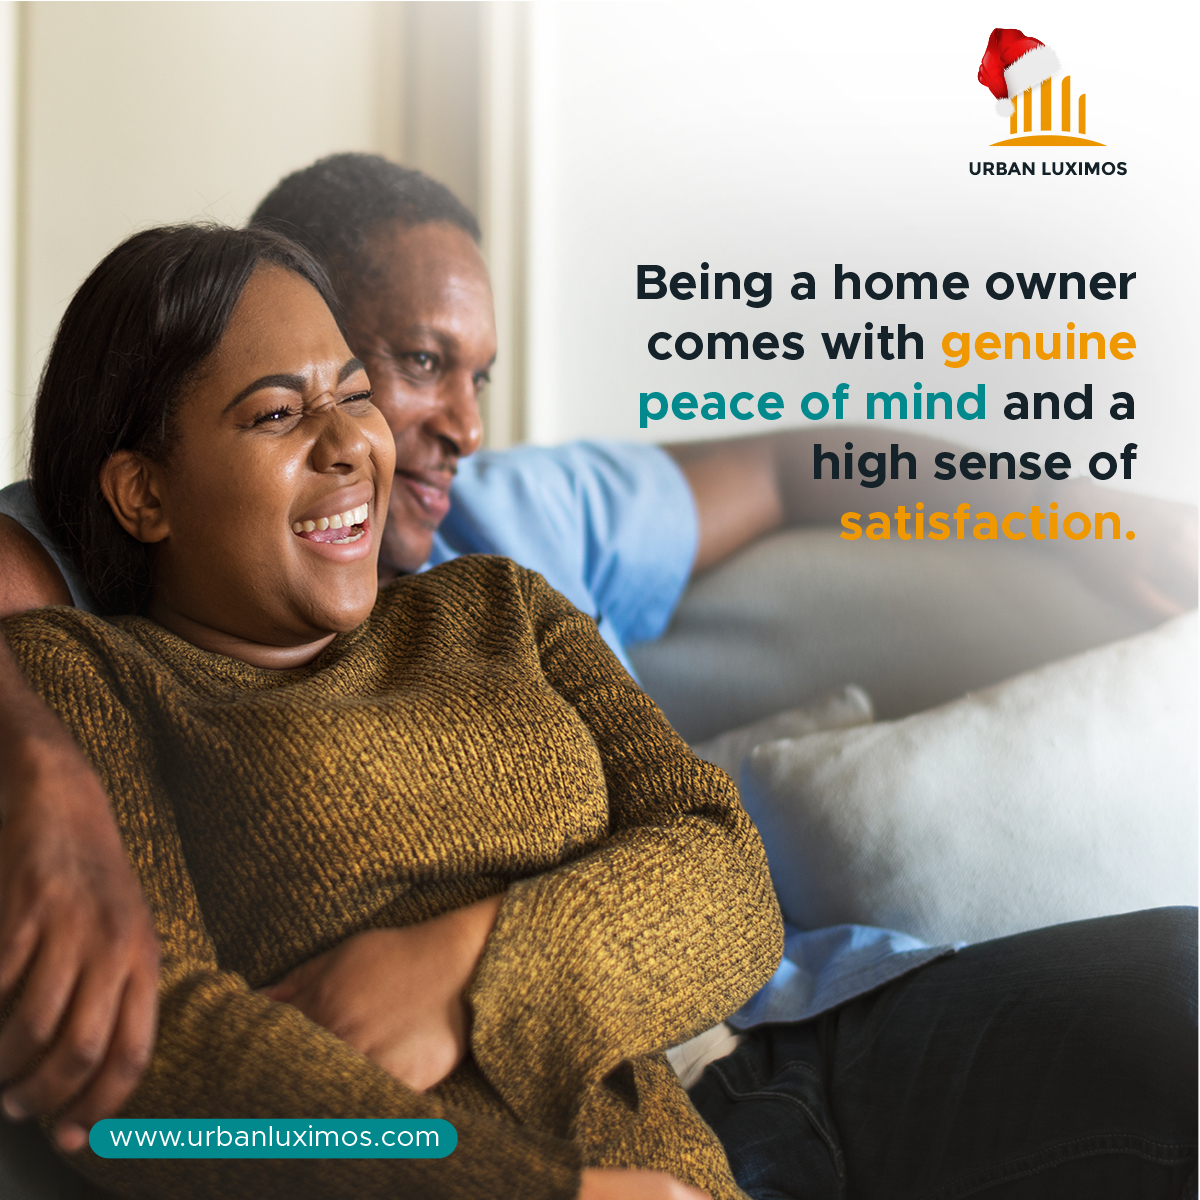 URBAN LUXIMOS
Being a home owner
comes with genuine
peace of mind and a
high sense of
satisfaction.
www.urbanluximos.com